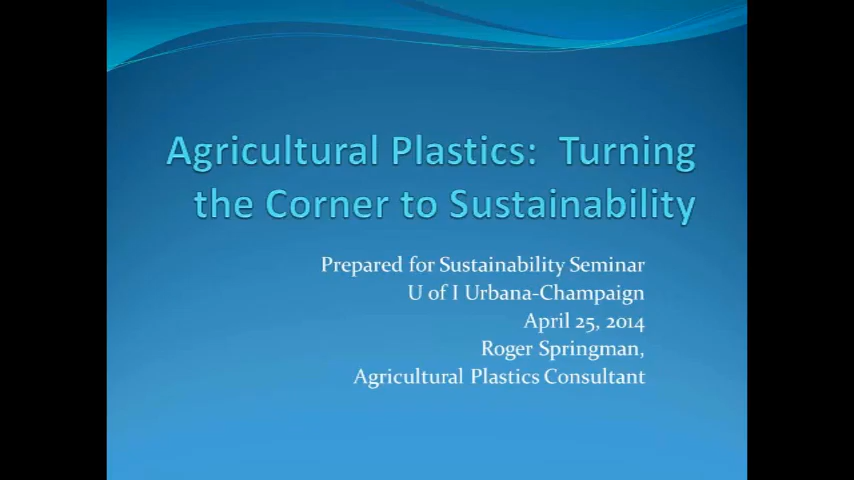 Agricultural Plastics: Turning
the Corner to Sustainability
Prepared for Sustainability Seminar
U of I Urbana-Champaign
April 25, 2014
Roger Springman,
Agricultural Plastics Consultant